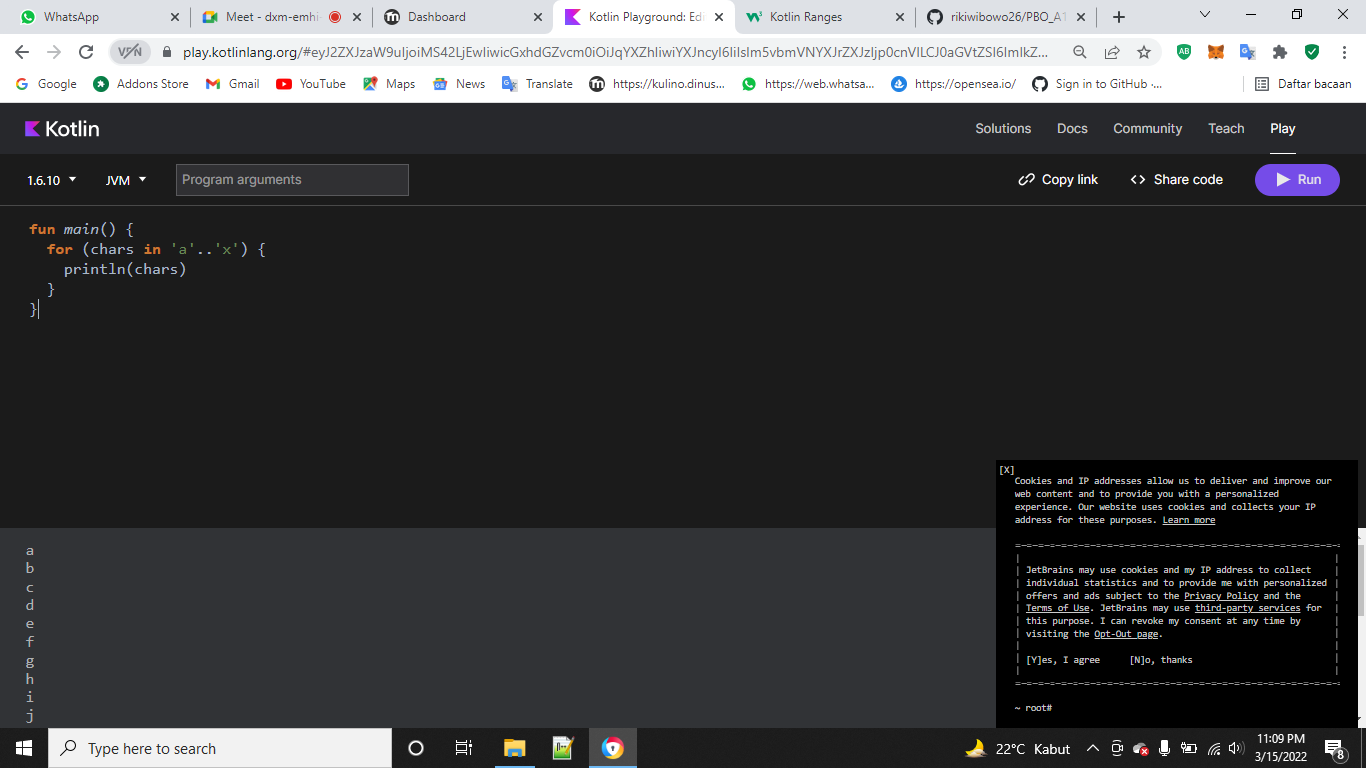 WhatsApp
Meet - dxm-emhi-
Dashboard
Kotlin Playground: Edi
Kotlin Ranges
rikiwibowo26/PBO_A1
VPN
play.kotlinlang.org/#eyJ2ZXJzaW9uIjoiMS42LjEwIiwicGxhdGZvcm0iOiJqYXZhIiwiYXJncyI6IiIsIm5vbmVNYXJrZXJzIjp0cnVlLCJ0aGVtZSI6ImlkZ...
Google
Addons Store
Gmail
YouTube
Maps
News
Translate
https://kulino.dinus...
https://web.whatsa...
https://opensea.io/
Sign in to GitHub ·...
Daftar bacaan
Kotlin
Solutions
Docs
Community
Teach
Play
1.6.10
JVM
Program arguments
Copy link
Share code
Run
fun main() {
for (chars in 'a'..'x') {
println(chars)
}
}
a
b
c
d
e
f
g
h
i
j
[X]
Cookies and IP addresses allow us to deliver and improve our
web content and to provide you with a personalized
experience. Our website uses cookies and collects your IP
address for these purposes. Learn more
JetBrains may use cookies and my IP address to collect
individual statistics and to provide me with personalized
offers and ads subject to the Privacy Policy and the
Terms of Use. JetBrains may use third-party services for
this purpose. I can revoke my consent at any time by
visiting the Opt-Out page.
[Y]es, I agree [N]o, thanks
~ root#
Type here to search
22°C Kabut
11:09 PM
3/15/2022
8